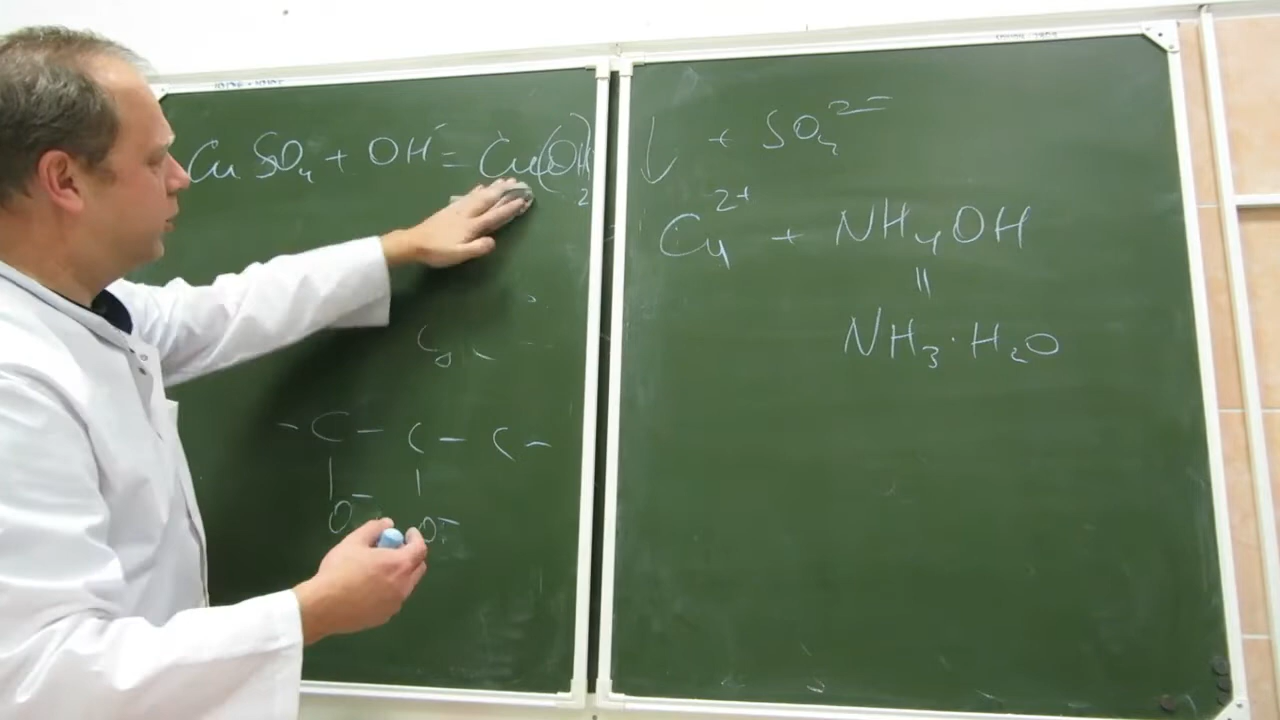 CuSO₄ + OH⁻ = Cu(OH)₂ ↓ + SO₄²⁻
Cu²⁺ + NH₄OH
॥
NH₃·H₂O
- C - C - C -
| |
O⁻ O⁻